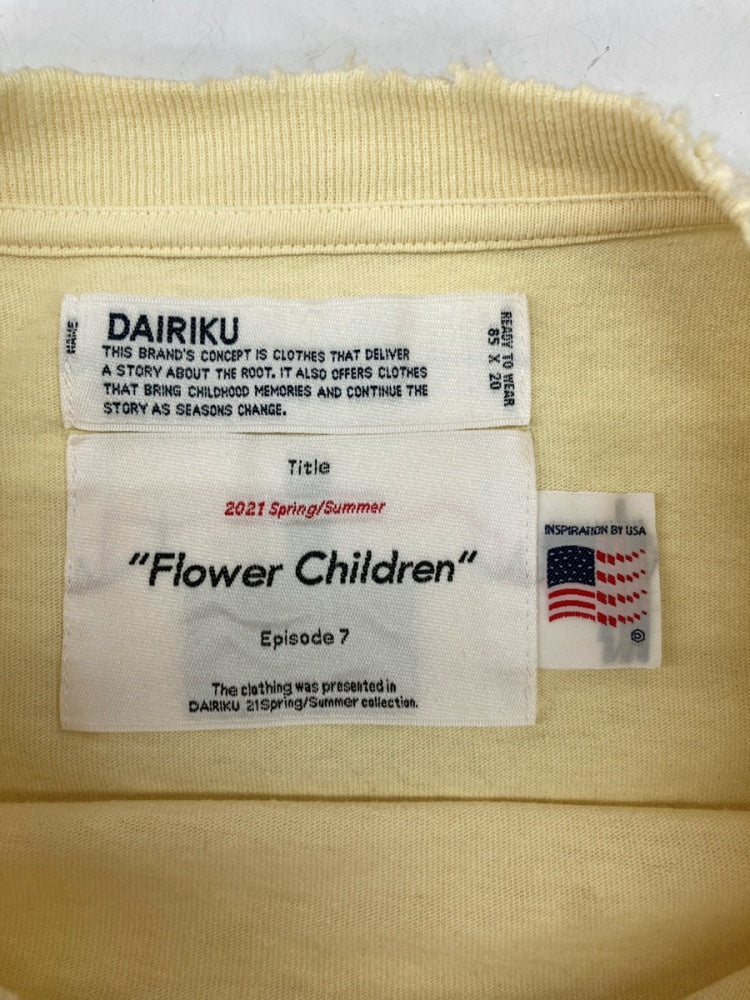 DAIRIKU
THIS BRAND'S CONCEPT IS CLOTHES THAT DELIVER
A STORY ABOUT THE ROOT. IT ALSO OFFERS CLOTHES
THAT BRING CHILDHOOD MEMORIES AND CONTINUE THE
STORY AS SEASONS CHANGE.
READY TO WEAR
85 X 20
Title
2021 Spring/Summer
"Flower Children"
Episode 7
The clothing was presented in
DAIRIKU 21Spring/Summer collection.
INSPIRATION BY USA